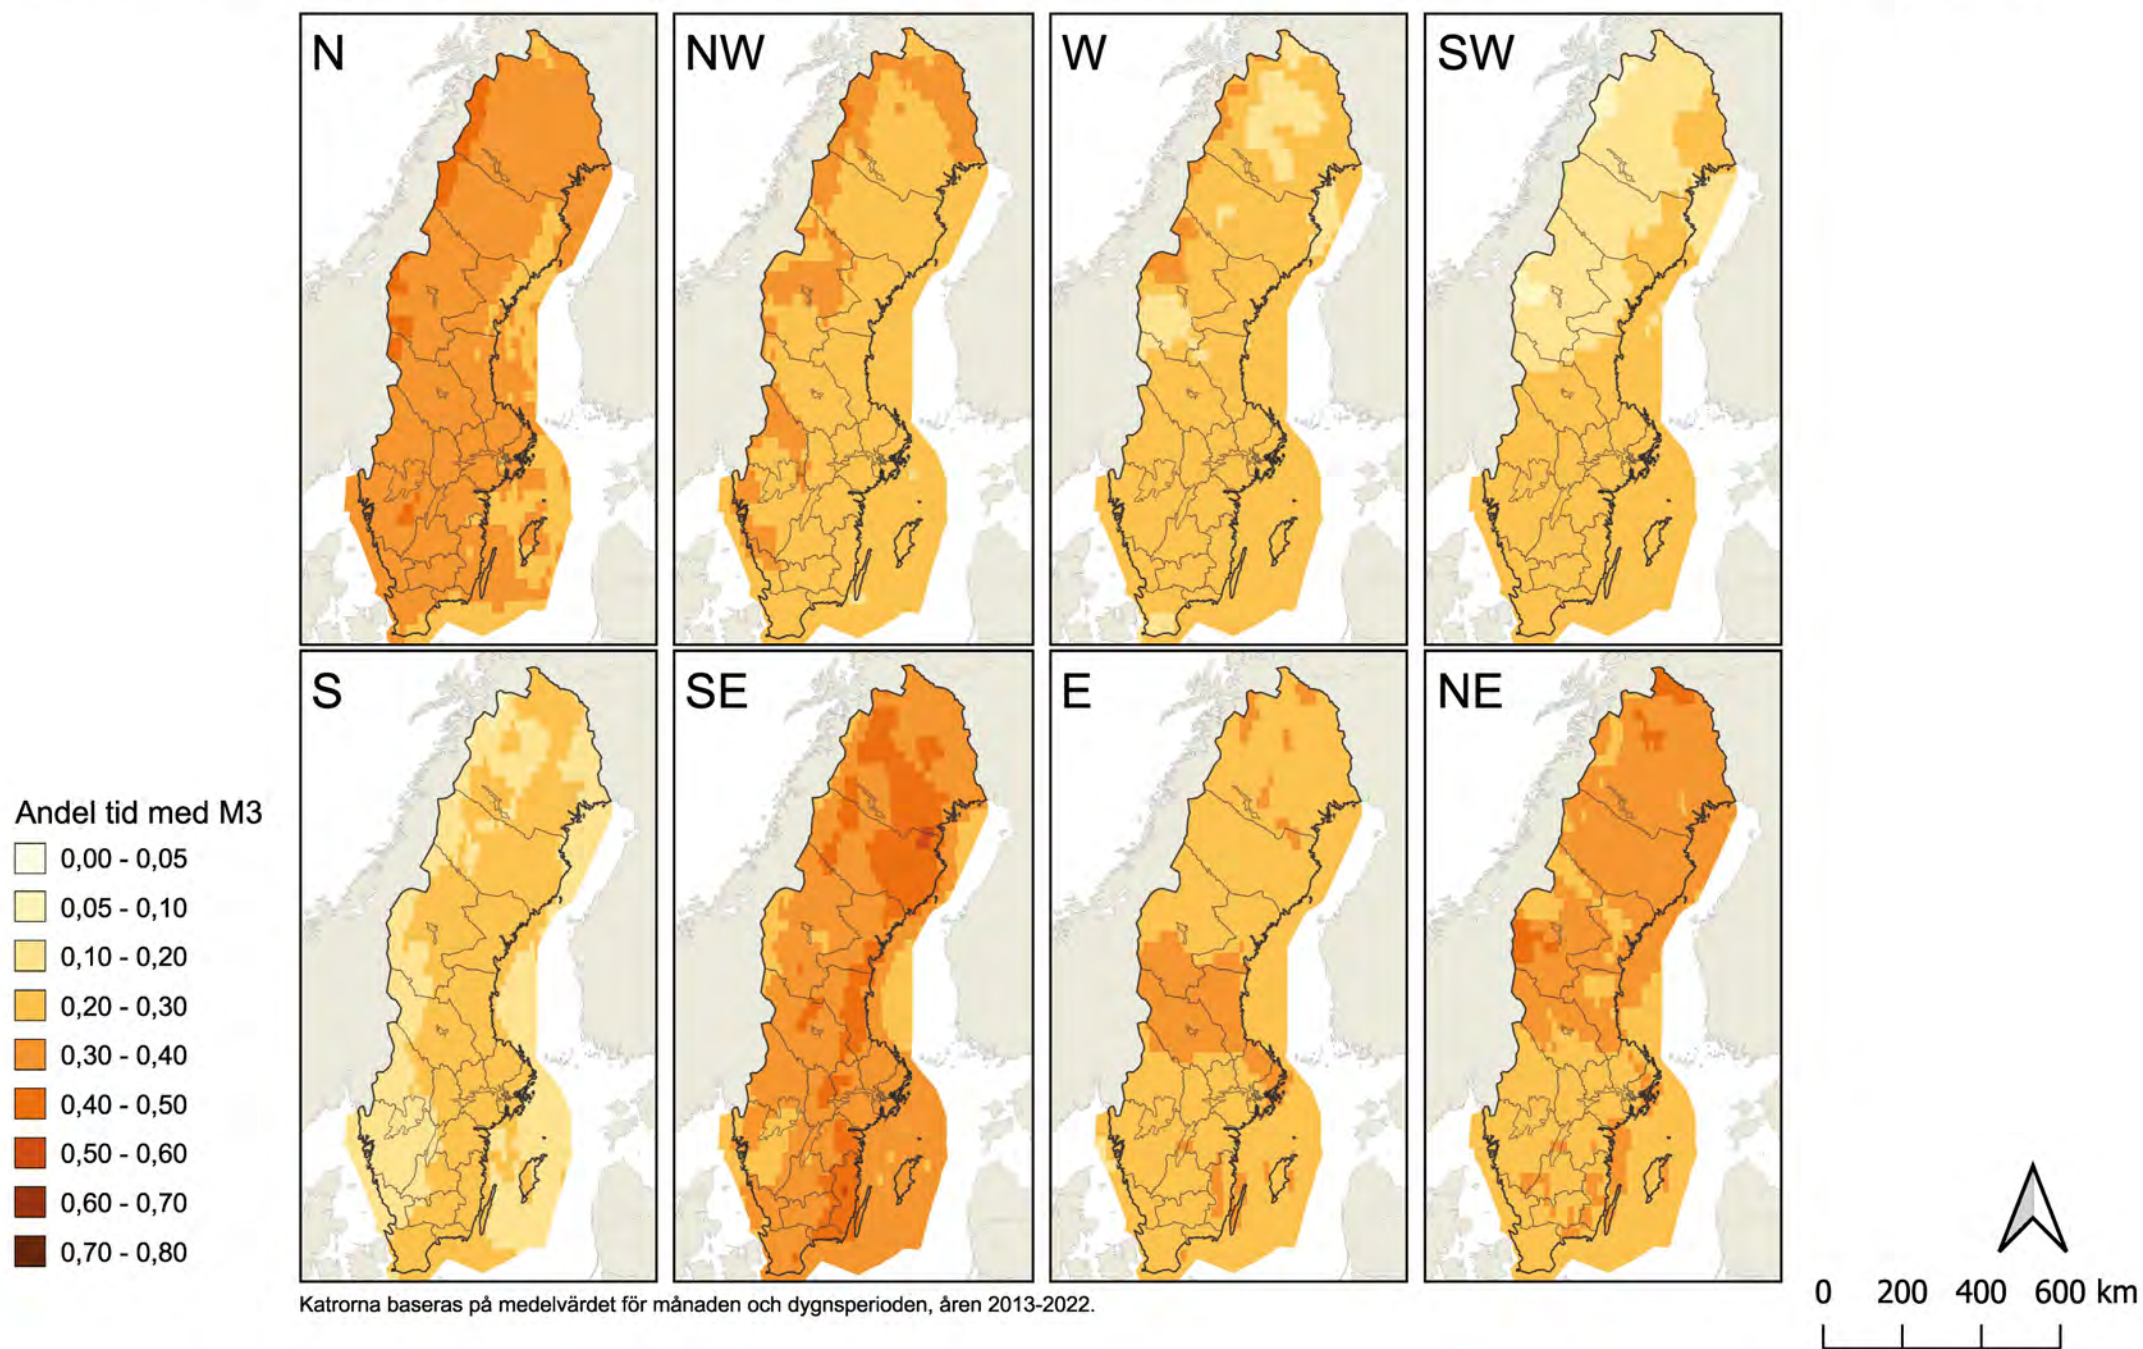 N
NW
W
SW
S
SE
E
NE
Andel tid med M3
0,00 - 0,05
0,05 - 0,10
0,10 - 0,20
0,20 - 0,30
0,30 - 0,40
0,40 - 0,50
0,50 - 0,60
0,60 - 0,70
0,70 - 0,80
Katrorna baseras på medelvärdet för månaden och dygnsperioden, åren 2013-2022.
0 200 400 600 km